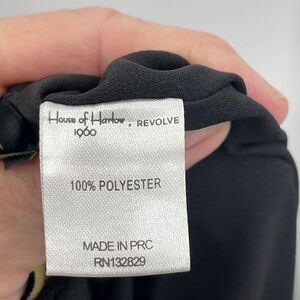 House of Harlow . REVOLVE
1960
100% POLYESTER
MADE IN PRC
RN132829